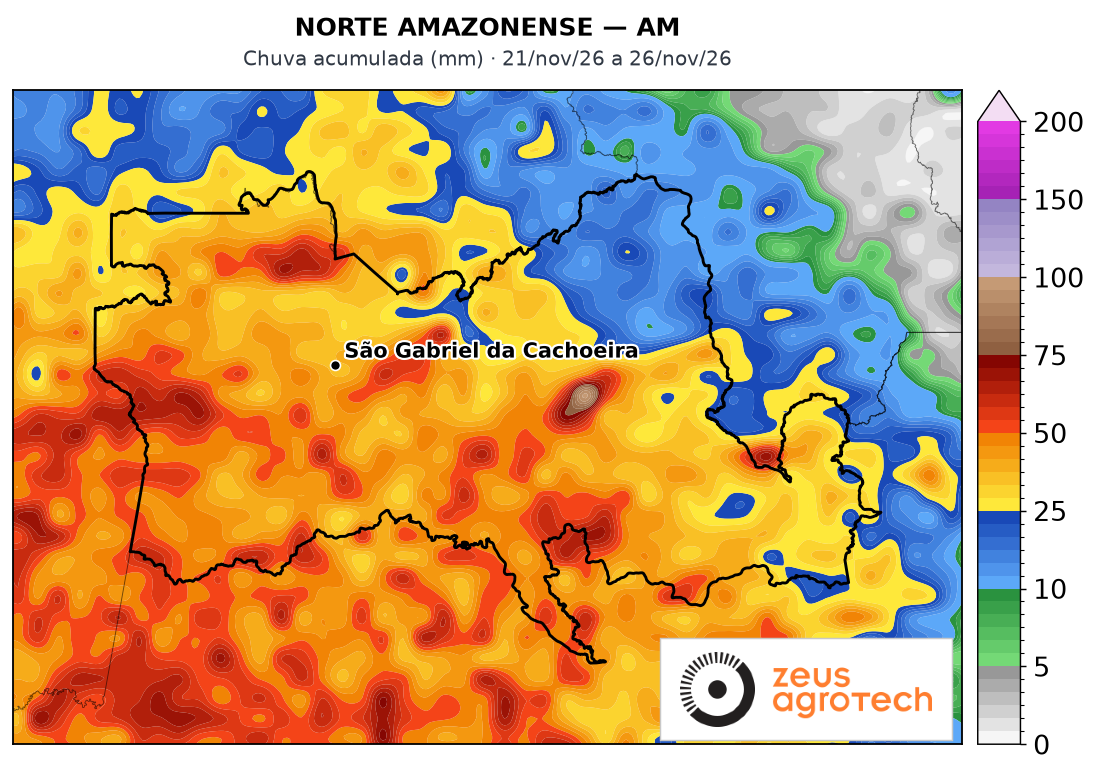 NORTE AMAZONENSE — AM
Chuva acumulada (mm) · 21/nov/26 a 26/nov/26
São Gabriel da Cachoeira
200
150
100
75
50
25
10
5
0
zeus
agrotech